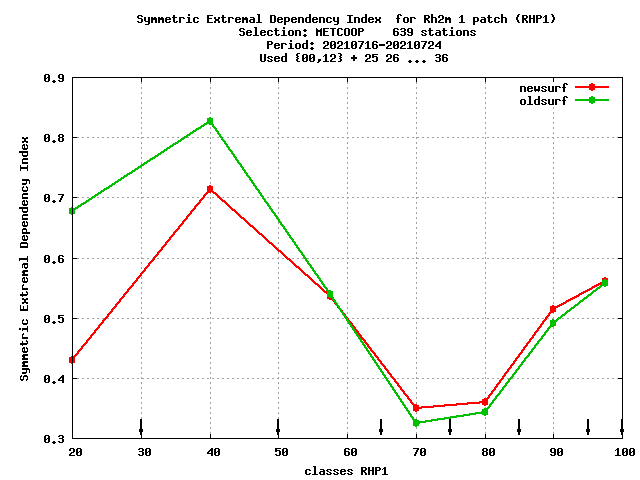 Symmetric Extremal Dependency Index  for Rh2m 1 patch (RHP1)
Selection: METCOOP    639 stations
Period: 20210716-20210724
Used {00,12} + 25 26 ... 36
newsurf
oldsurf
Symmetric Extremal Dependency Index
0.9
0.8
0.7
0.6
0.5
0.4
0.3
20 30 40 50 60 70 80 90 100
classes RHP1